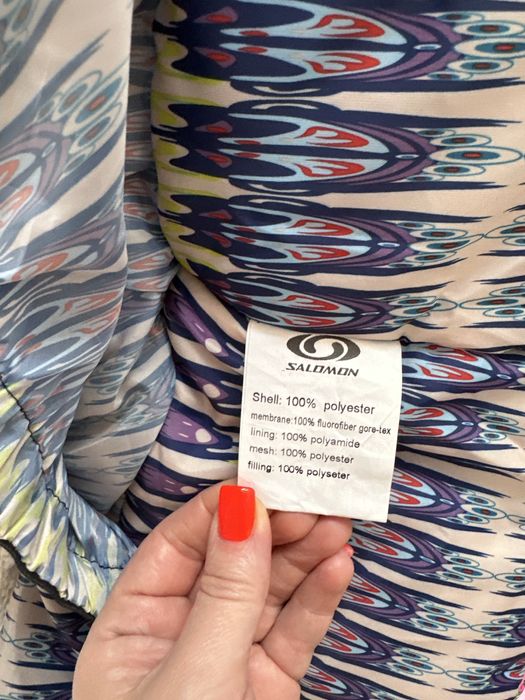 SALOMON
Shell: 100% polyester
membrane:100% fluorofiber gore-tex
lining: 100% polyamide
mesh: 100% polyester
filling: 100% polyseter